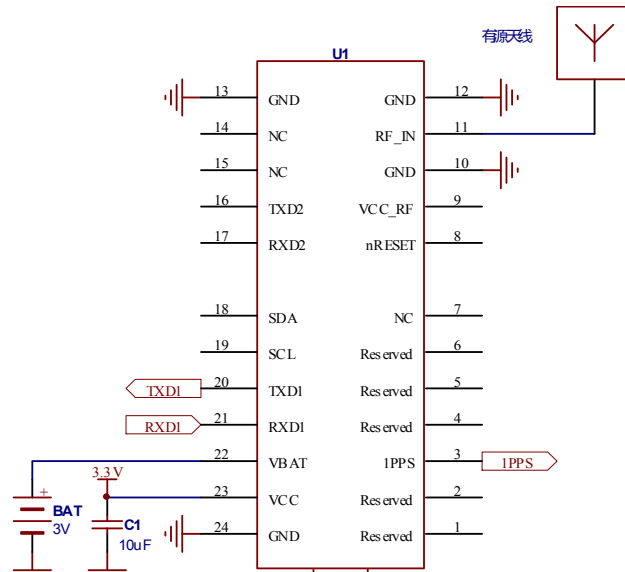 有源天线
U1
13 GND GND 12
14 NC RF_IN 11
15 NC GND 10
16 TXD2 VCC_RF 9
17 RXD2 nRESET 8
18 SDA NC 7
19 SCL Reserved 6
TXD1 20 TXD1 Reserved 5
RXD1 21 RXD1 Reserved 4
22 VBAT 1PPS 3 1PPS
3.3V
+
23 VCC Reserved 2
BAT
3V
C1
10uF
24 GND Reserved 1